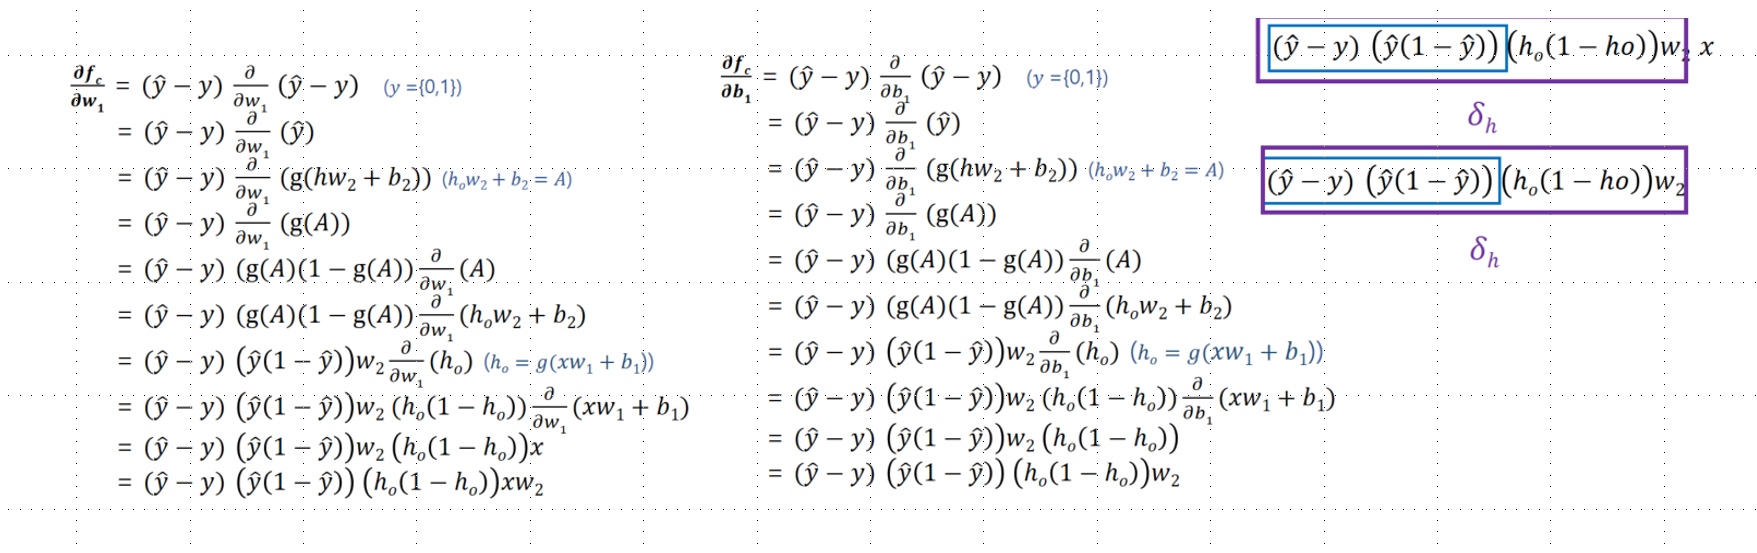 ∂f_c/∂w_1 = (ŷ − y) ∂/∂w_1 (ŷ − y) (y ={0,1})
= (ŷ − y) ∂/∂w_1 (ŷ)
= (ŷ − y) ∂/∂w_1 (g(hw_2 + b_2)) (h_o w_2 + b_2 = A)
= (ŷ − y) ∂/∂w_1 (g(A))
= (ŷ − y) (g(A)(1 − g(A)) ∂/∂w_1 (A)
= (ŷ − y) (g(A)(1 − g(A)) ∂/∂w_1 (h_o w_2 + b_2)
= (ŷ − y) (ŷ(1 − ŷ))w_2 ∂/∂w_1 (h_o) (h_o = g(xw_1 + b_1))
= (ŷ − y) (ŷ(1 − ŷ))w_2 (h_o(1 − h_o)) ∂/∂w_1 (xw_1 + b_1)
= (ŷ − y) (ŷ(1 − ŷ))w_2 (h_o(1 − h_o))x
= (ŷ − y) (ŷ(1 − ŷ)) (h_o(1 − h_o))xw_2
∂f_c/∂b_1 = (ŷ − y) ∂/∂b_1 (ŷ − y) (y ={0,1})
= (ŷ − y) ∂/∂b_1 (ŷ)
= (ŷ − y) ∂/∂b_1 (g(hw_2 + b_2)) (h_o w_2 + b_2 = A)
= (ŷ − y) ∂/∂b_1 (g(A))
= (ŷ − y) (g(A)(1 − g(A)) ∂/∂b_1 (A)
= (ŷ − y) (g(A)(1 − g(A)) ∂/∂b_1 (h_o w_2 + b_2)
= (ŷ − y) (ŷ(1 − ŷ))w_2 ∂/∂b_1 (h_o) (h_o = g(xw_1 + b_1))
= (ŷ − y) (ŷ(1 − ŷ))w_2 (h_o(1 − h_o)) ∂/∂b_1 (xw_1 + b_1)
= (ŷ − y) (ŷ(1 − ŷ))w_2 (h_o(1 − h_o))
= (ŷ − y) (ŷ(1 − ŷ)) (h_o(1 − h_o))w_2
(ŷ − y) (ŷ(1 − ŷ)) (h_o(1 − ho))w_2 x
δ_h
(ŷ − y) (ŷ(1 − ŷ)) (h_o(1 − ho))w_2
δ_h